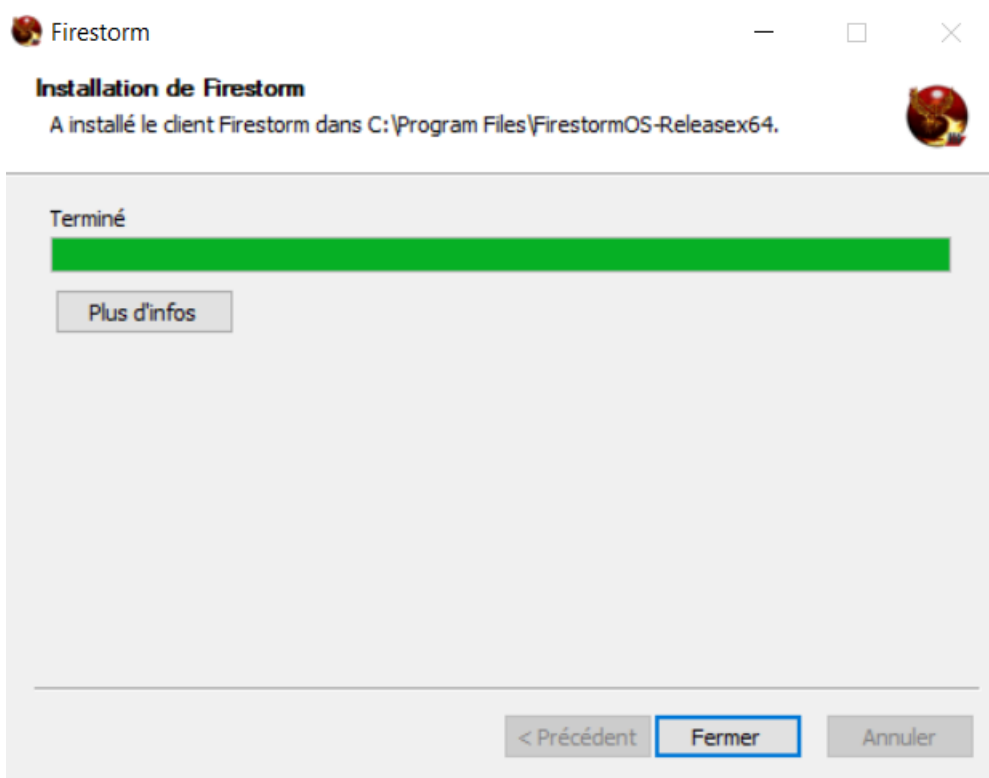 Firestorm
Installation de Firestorm
A installé le client Firestorm dans C:\Program Files\FirestormOS-Releasex64.
Terminé
Plus d'infos
< Précédent
Fermer
Annuler